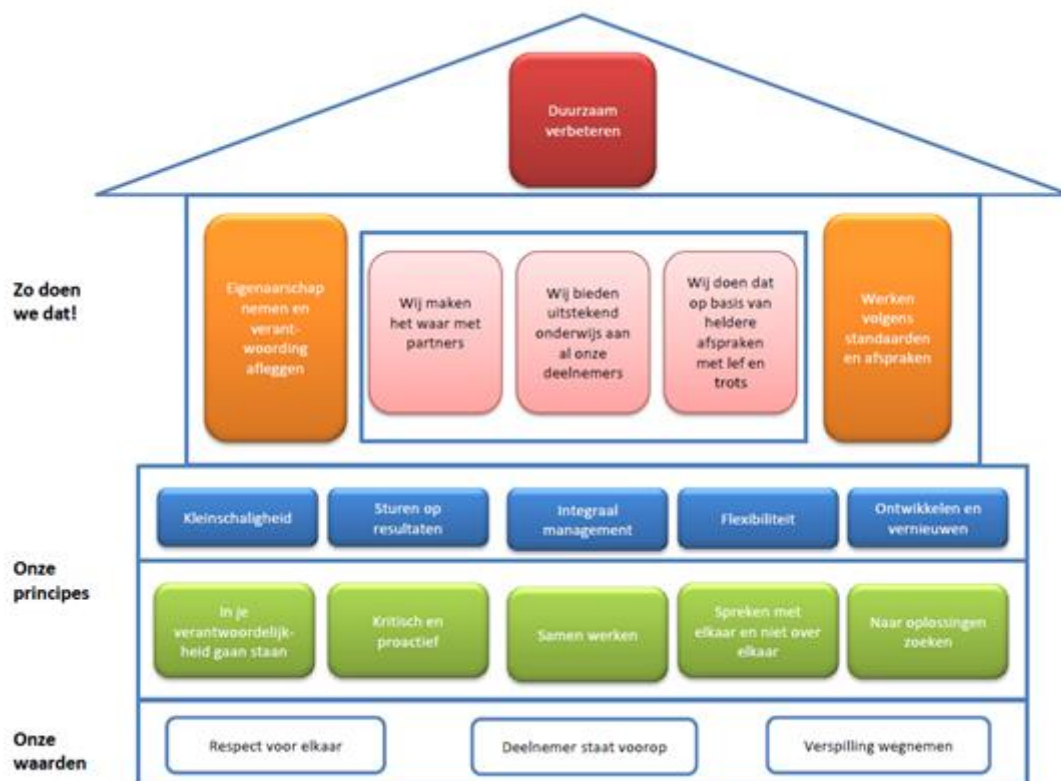 Duurzaam
verbeteren
Zo doen
we dat!
Eigenaarschap
nemen en
verant-
woording
afleggen
Wij maken
het waar met
partners
Wij bieden
uitstekend
onderwijs aan
al onze
deelnemers
Wij doen dat
op basis van
heldere
afspraken
met lef en
trots
Werken
volgens
standaarden
en afspraken
Onze
principes
Kleinschaligheid
Sturen op
resultaten
Integraal
management
Flexibiliteit
Ontwikkelen en
vernieuwen
In je
verantwoordelijk-
heid gaan staan
Kritisch en
proactief
Samen werken
Spreken met
elkaar en niet over
elkaar
Naar oplossingen
zoeken
Onze
waarden
Respect voor elkaar
Deelnemer staat voorop
Verspilling wegnemen